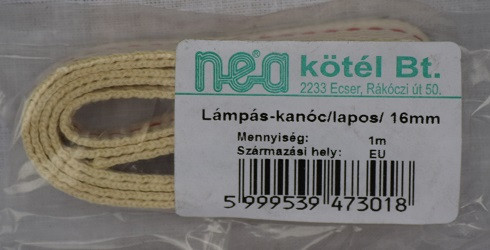 neo kötél Bt.
2233 Ecser, Rákóczi út 50.
Lámpás-kanóc/lapos/ 16mm
Mennyiség: 1m
Származási hely: EU
5 999539 473018